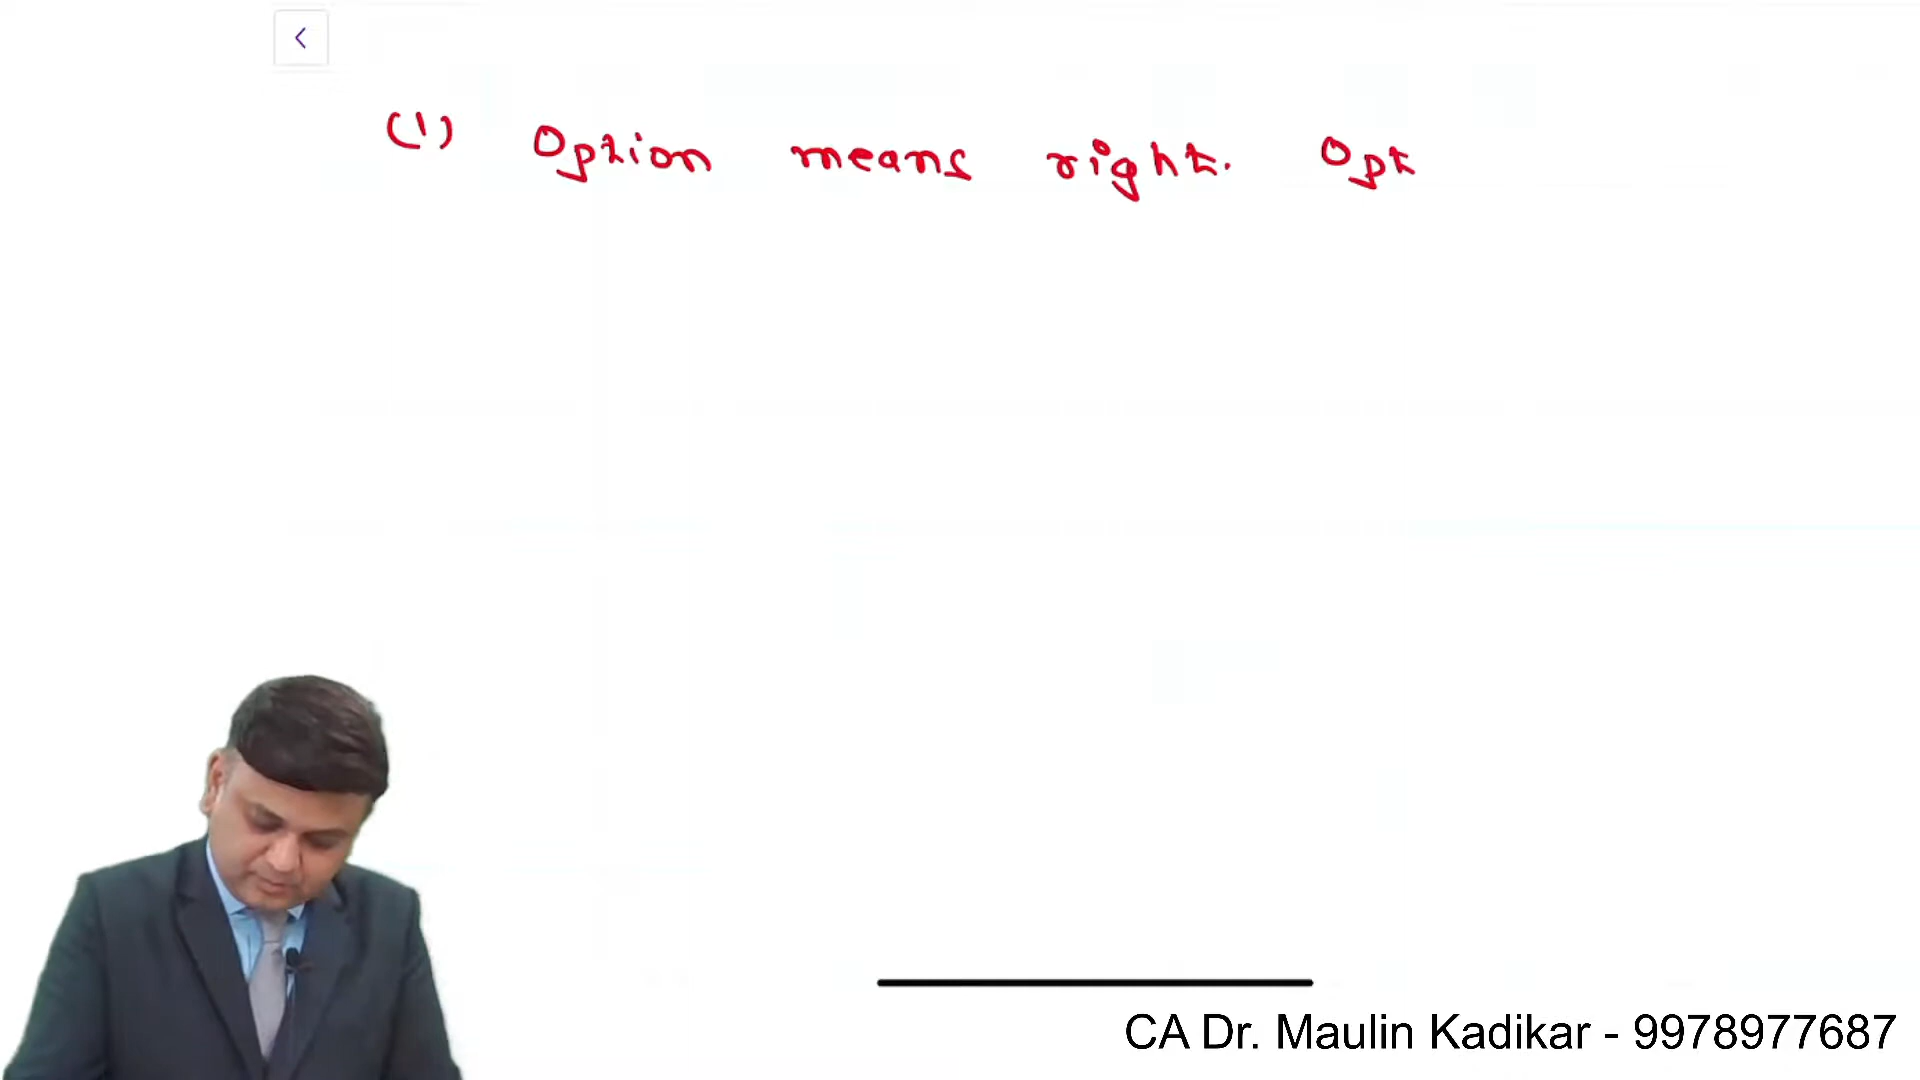 (1) Option means right. Opt
CA Dr. Maulin Kadikar - 9978977687